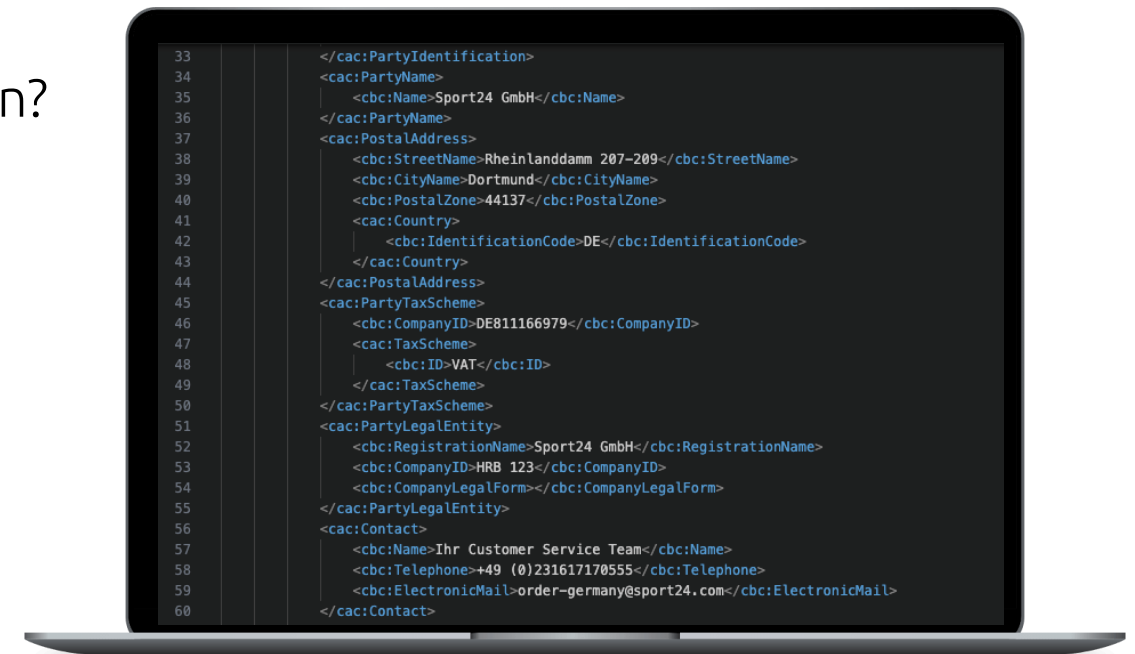 n?
33 </cac:PartyIdentification>
34 <cac:PartyName>
35 <cbc:Name>Sport24 GmbH</cbc:Name>
36 </cac:PartyName>
37 <cac:PostalAddress>
38 <cbc:StreetName>Rheinlanddamm 207-209</cbc:StreetName>
39 <cbc:CityName>Dortmund</cbc:CityName>
40 <cbc:PostalZone>44137</cbc:PostalZone>
41 <cac:Country>
42 <cbc:IdentificationCode>DE</cbc:IdentificationCode>
43 </cac:Country>
44 </cac:PostalAddress>
45 <cac:PartyTaxScheme>
46 <cbc:CompanyID>DE811166979</cbc:CompanyID>
47 <cac:TaxScheme>
48 <cbc:ID>VAT</cbc:ID>
49 </cac:TaxScheme>
50 </cac:PartyTaxScheme>
51 <cac:PartyLegalEntity>
52 <cbc:RegistrationName>Sport24 GmbH</cbc:RegistrationName>
53 <cbc:CompanyID>HRB 123</cbc:CompanyID>
54 <cbc:CompanyLegalForm></cbc:CompanyLegalForm>
55 </cac:PartyLegalEntity>
56 <cac:Contact>
57 <cbc:Name>Ihr Customer Service Team</cbc:Name>
58 <cbc:Telephone>+49 (0)231617170555</cbc:Telephone>
59 <cbc:ElectronicMail>order-germany@sport24.com</cbc:ElectronicMail>
60 </cac:Contact>